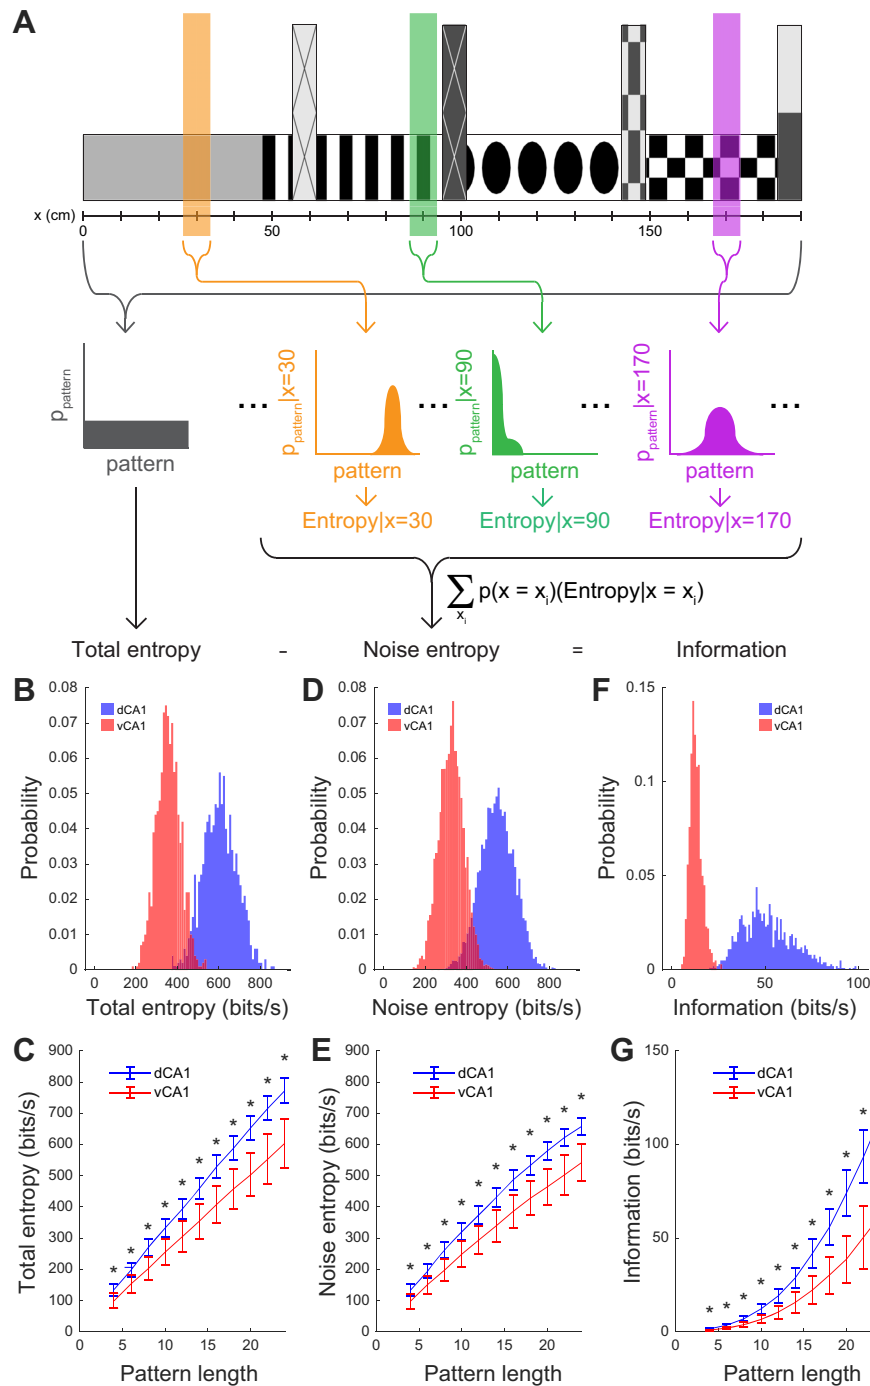 A
x (cm)
0 50 100 150
p_pattern
pattern
...
p_pattern|x=30
pattern
Entropy|x=30
...
p_pattern|x=90
pattern
Entropy|x=90
...
p_pattern|x=170
pattern
Entropy|x=170
...
∑ x_i p(x = x_i)(Entropy|x = x_i)
Total entropy - Noise entropy = Information
B
dCA1
vCA1
Probability
0.08
0.07
0.06
0.05
0.04
0.03
0.02
0.01
0
0 200 400 600 800
Total entropy (bits/s)
D
dCA1
vCA1
Probability
0.08
0.07
0.06
0.05
0.04
0.03
0.02
0.01
0
0 200 400 600 800
Noise entropy (bits/s)
F
dCA1
vCA1
Probability
0.15
0.1
0.05
0
0 50 100
Information (bits/s)
C
dCA1
vCA1
Total entropy (bits/s)
900
800
700
600
500
400
300
200
100
0
* * * * * * * * * * *
0 5 10 15 20
Pattern length
E
dCA1
vCA1
Noise entropy (bits/s)
900
800
700
600
500
400
300
200
100
0
* * * * * * * * * * *
0 5 10 15 20
Pattern length
G
dCA1
vCA1
Information (bits/s)
150
100
50
0
* * * * * * * * * *
0 5 10 15 20
Pattern length